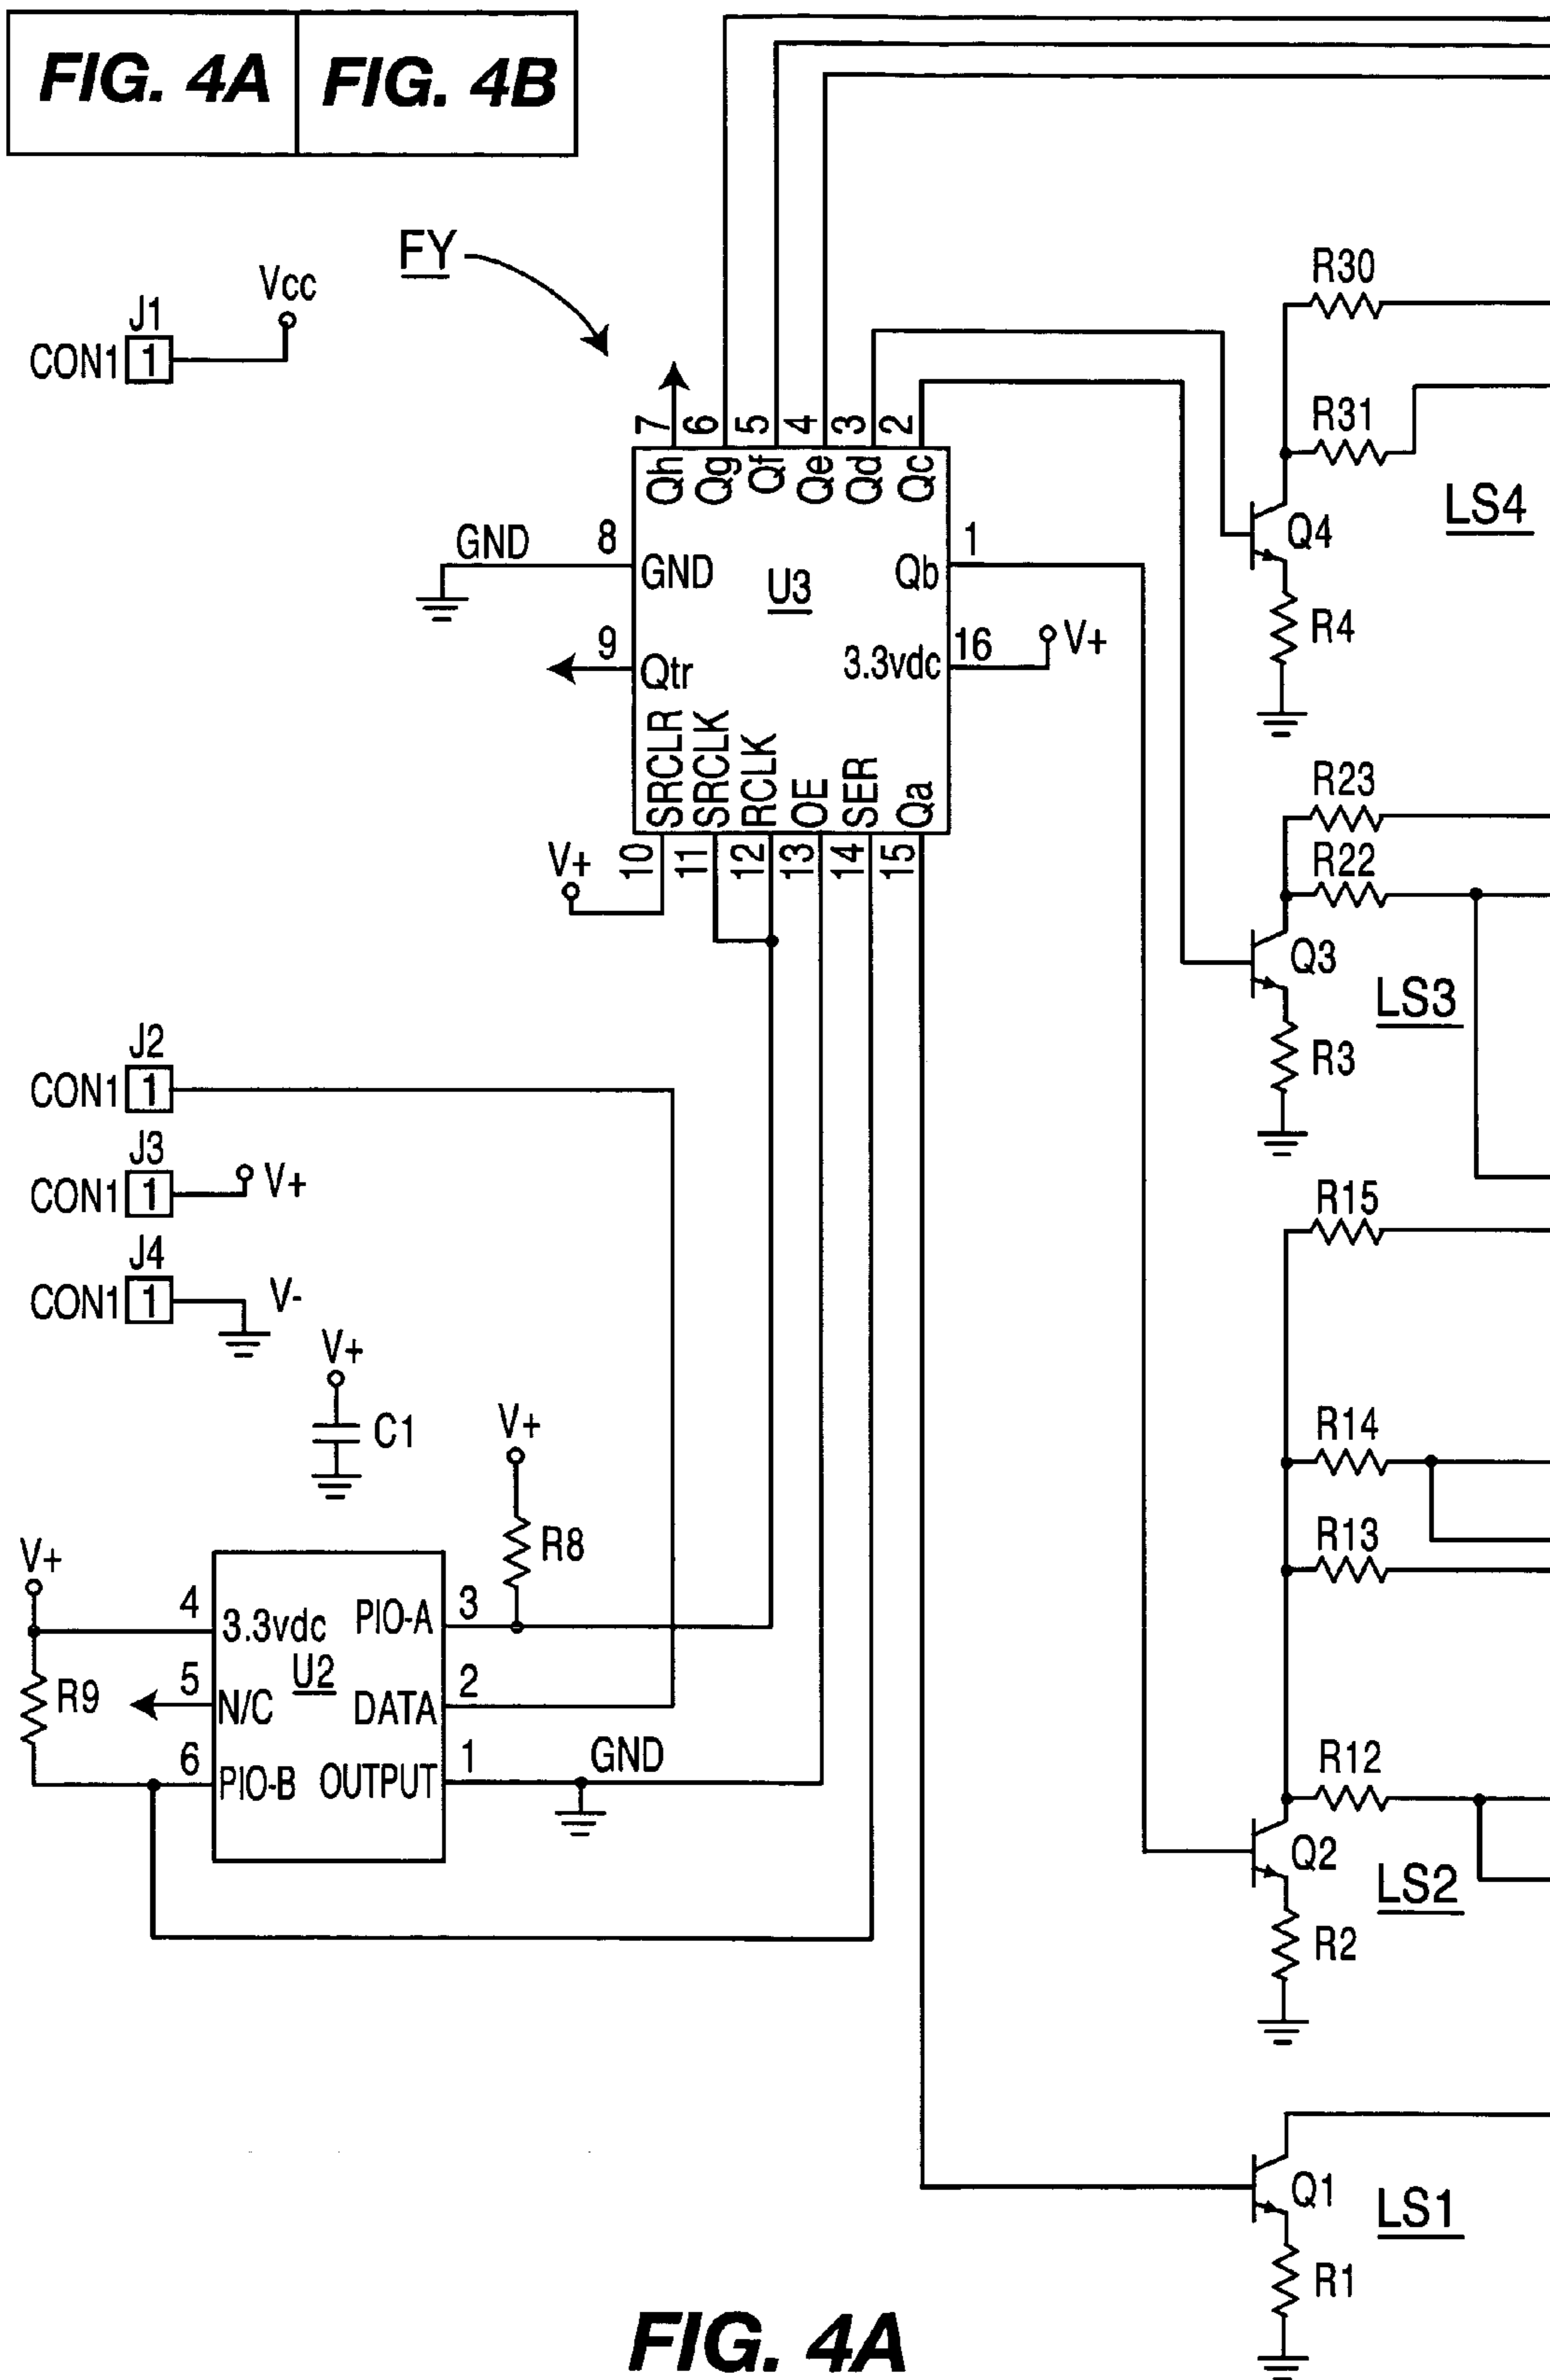 FIG. 4A FIG. 4B
FY
Vcc
J1
CON1 1
R30
R31
LS4
Q4
R4
7 6 5 4 3 2
Qh Qg Qf Qe Qd Qc
GND 8
GND
U3
1
Qb
9
Qtr
16
3.3vdc
V+
SRCLR SRCLK RCLK OE SER Qa
V+
10 11 12 13 14 15
R23
R22
Q3
LS3
R3
J2
CON1 1
J3
CON1 1
V+
J4
CON1 1
V-
V+
C1
V+
R8
R15
R14
R13
V+
4
3.3vdc
PIO-A
3
U2
R9
5
N/C
DATA
2
6
PIO-B
OUTPUT
1
GND
R12
Q2
LS2
R2
Q1
LS1
R1
FIG. 4A